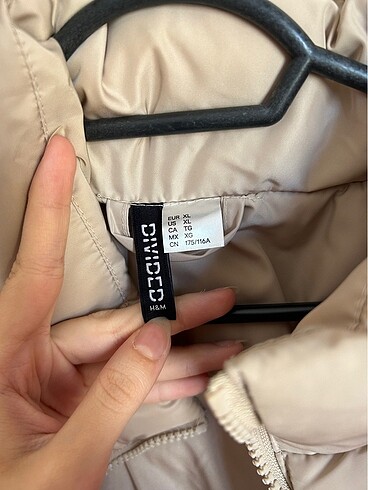 DIVIDED
H&M
EUR XL
US XL
CA TG
MX XG
CN 175/116A